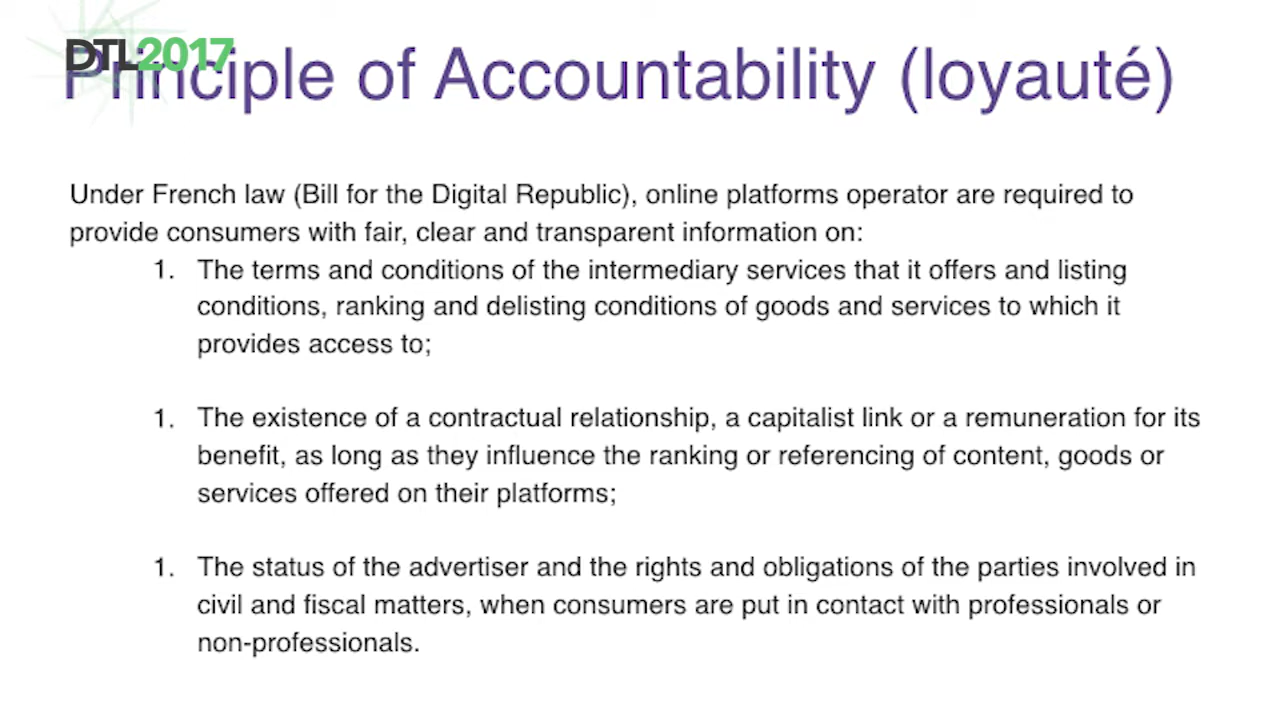 DTL2017
Principle of Accountability (loyauté)
Under French law (Bill for the Digital Republic), online platforms operator are required to
provide consumers with fair, clear and transparent information on:
1. The terms and conditions of the intermediary services that it offers and listing
conditions, ranking and delisting conditions of goods and services to which it
provides access to;
1. The existence of a contractual relationship, a capitalist link or a remuneration for its
benefit, as long as they influence the ranking or referencing of content, goods or
services offered on their platforms;
1. The status of the advertiser and the rights and obligations of the parties involved in
civil and fiscal matters, when consumers are put in contact with professionals or
non-professionals.